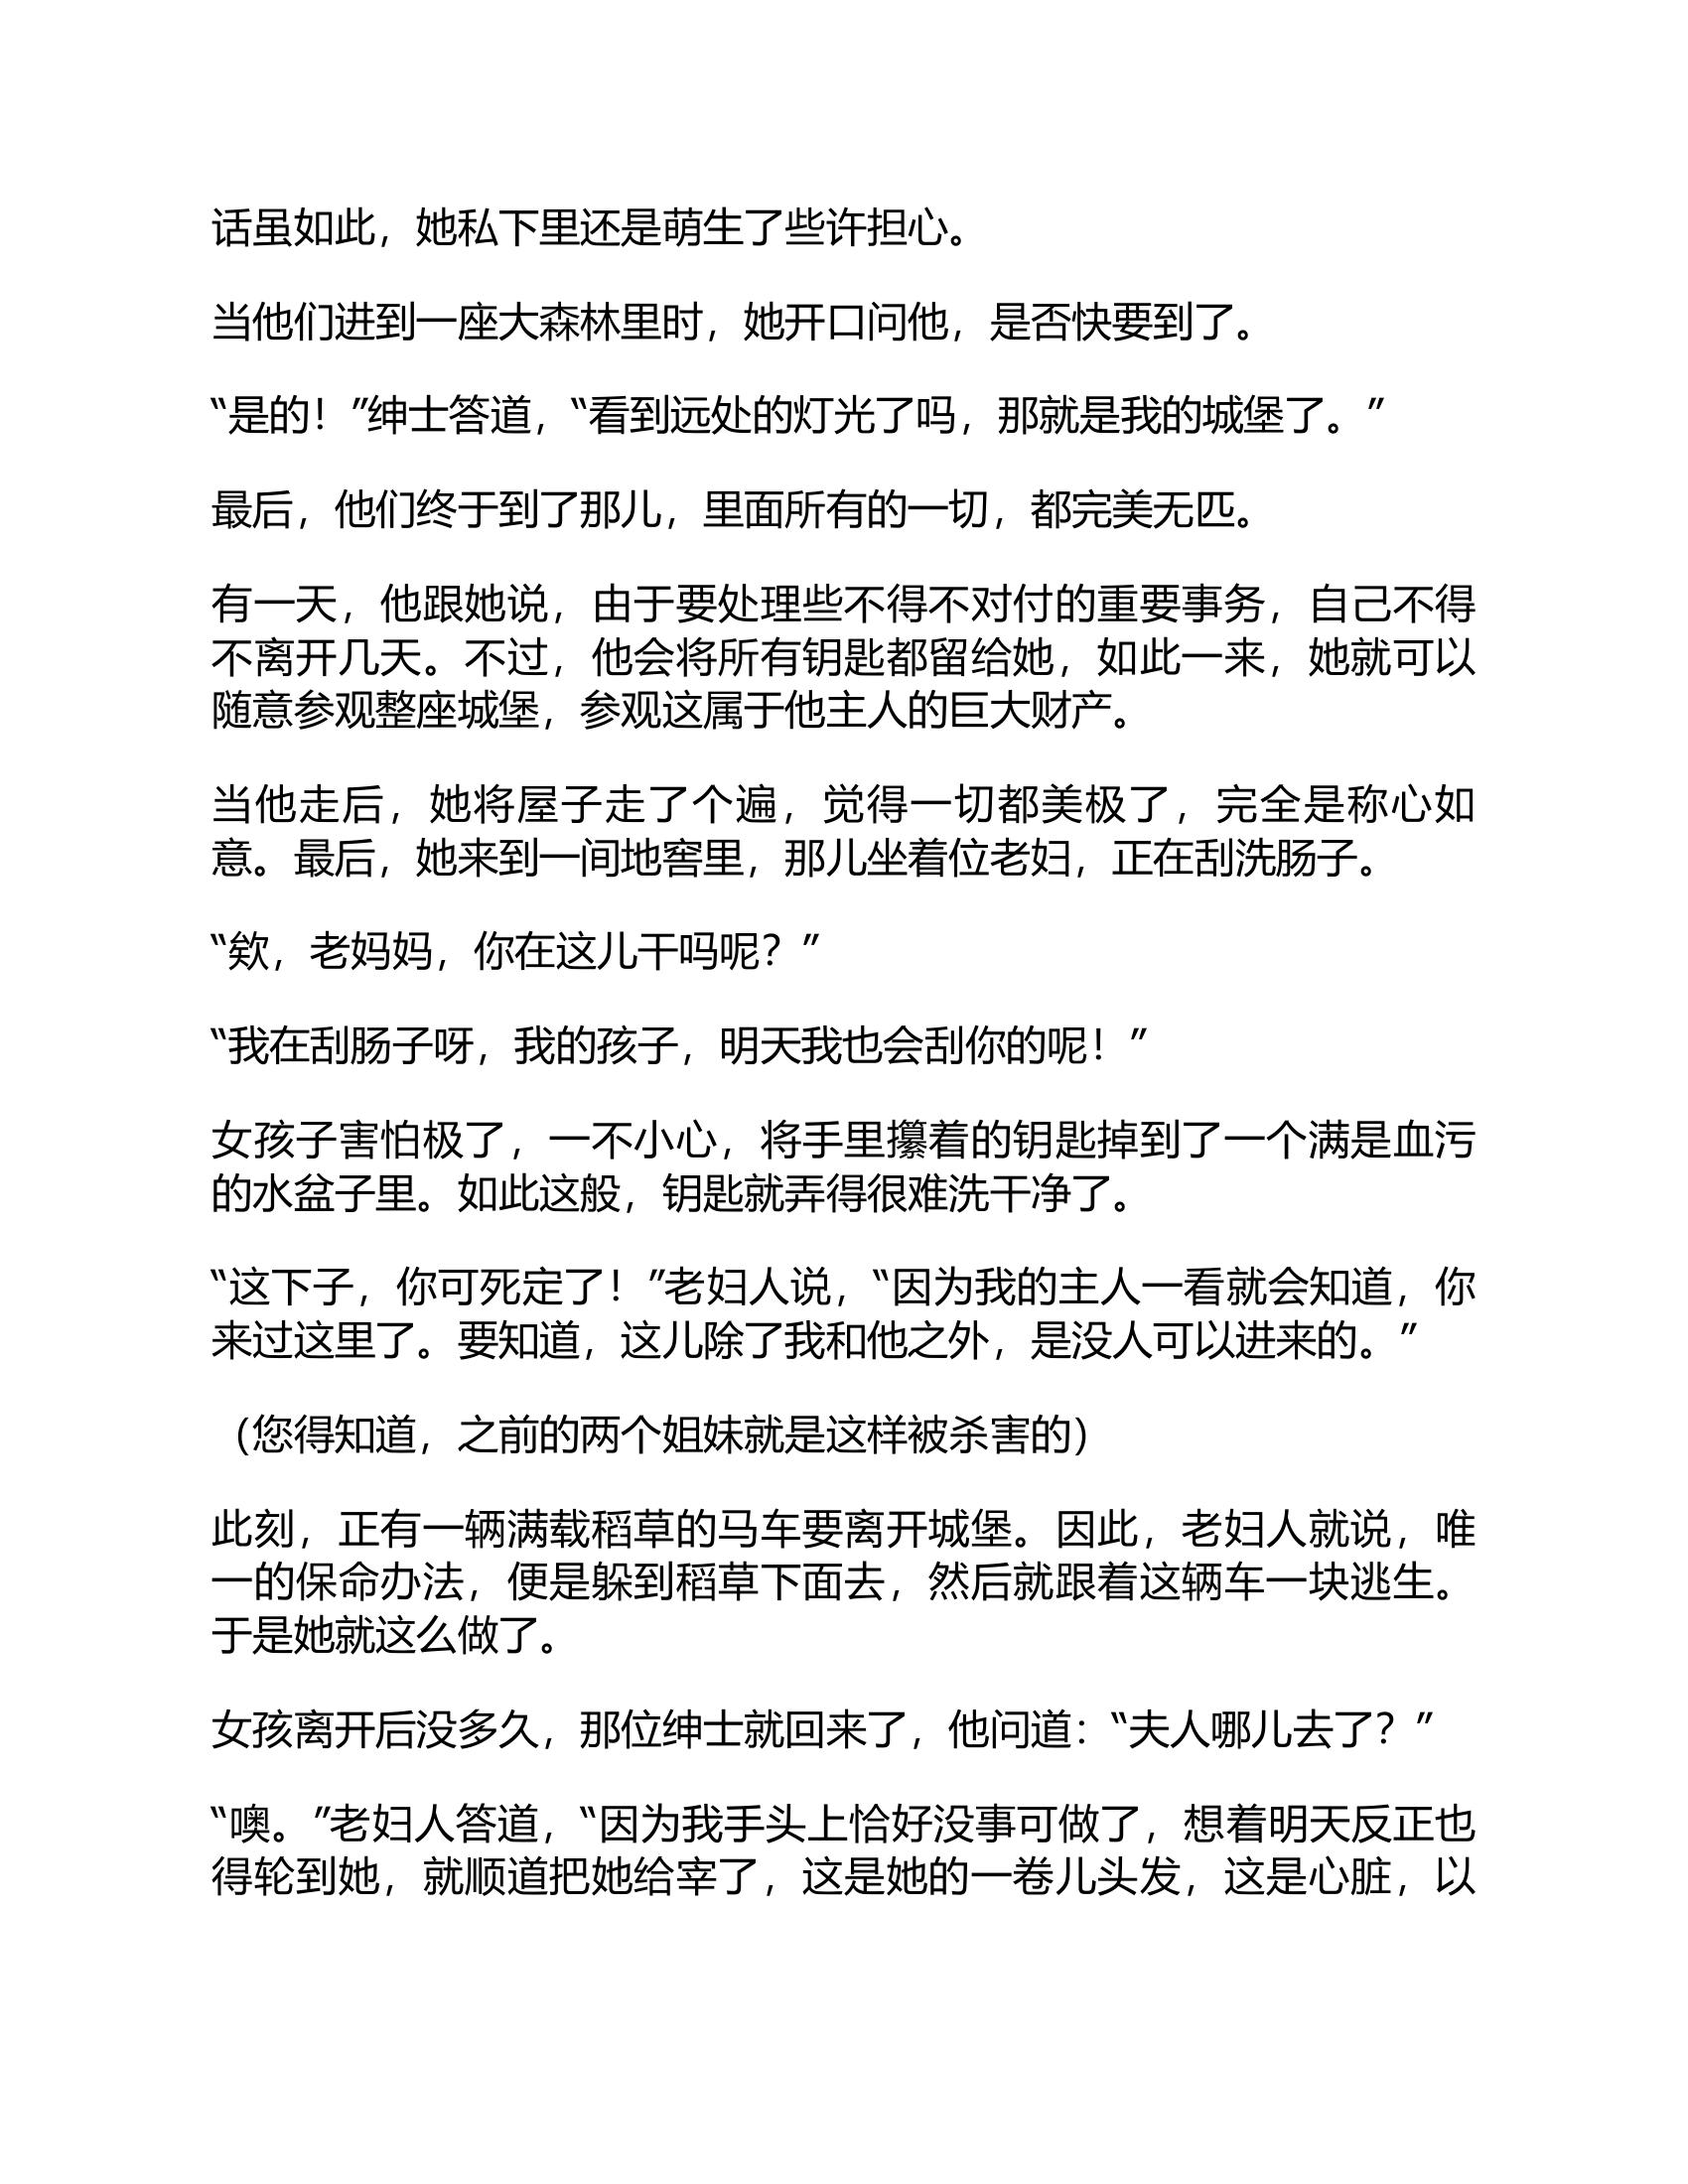 话虽如此，她私下里还是萌生了些许担心。
当他们进到一座大森林里时，她开口问他，是否快要到了。
“是的！”绅士答道，“看到远处的灯光了吗，那就是我的城堡了。”
最后，他们终于到了那儿，里面所有的一切，都完美无匹。
有一天，他跟她说，由于要处理些不得不对付的重要事务，自己不得
不离开几天。不过，他会将所有钥匙都留给她，如此一来，她就可以
随意参观整座城堡，参观这属于他主人的巨大财产。
当他走后，她将屋子走了个遍，觉得一切都美极了，完全是称心如
意。最后，她来到一间地窖里，那儿坐着位老妇，正在刮洗肠子。
“欸，老妈妈，你在这儿干吗呢？”
“我在刮肠子呀，我的孩子，明天我也会刮你的呢！”
女孩子害怕极了，一不小心，将手里攥着的钥匙掉到了一个满是血污
的水盆子里。如此这般，钥匙就弄得很难洗干净了。
“这下子，你可死定了！”老妇人说，“因为我的主人一看就会知道，你
来过这里了。要知道，这儿除了我和他之外，是没人可以进来的。”
（您得知道，之前的两个姐妹就是这样被杀害的）
此刻，正有一辆满载稻草的马车要离开城堡。因此，老妇人就说，唯
一的保命办法，便是躲到稻草下面去，然后就跟着这辆车一块逃生。
于是她就这么做了。
女孩离开后没多久，那位绅士就回来了，他问道：“夫人哪儿去了？”
“噢。”老妇人答道，“因为我手头上恰好没事可做了，想着明天反正也
得轮到她，就顺道把她给宰了，这是她的一卷儿头发，这是心脏，以